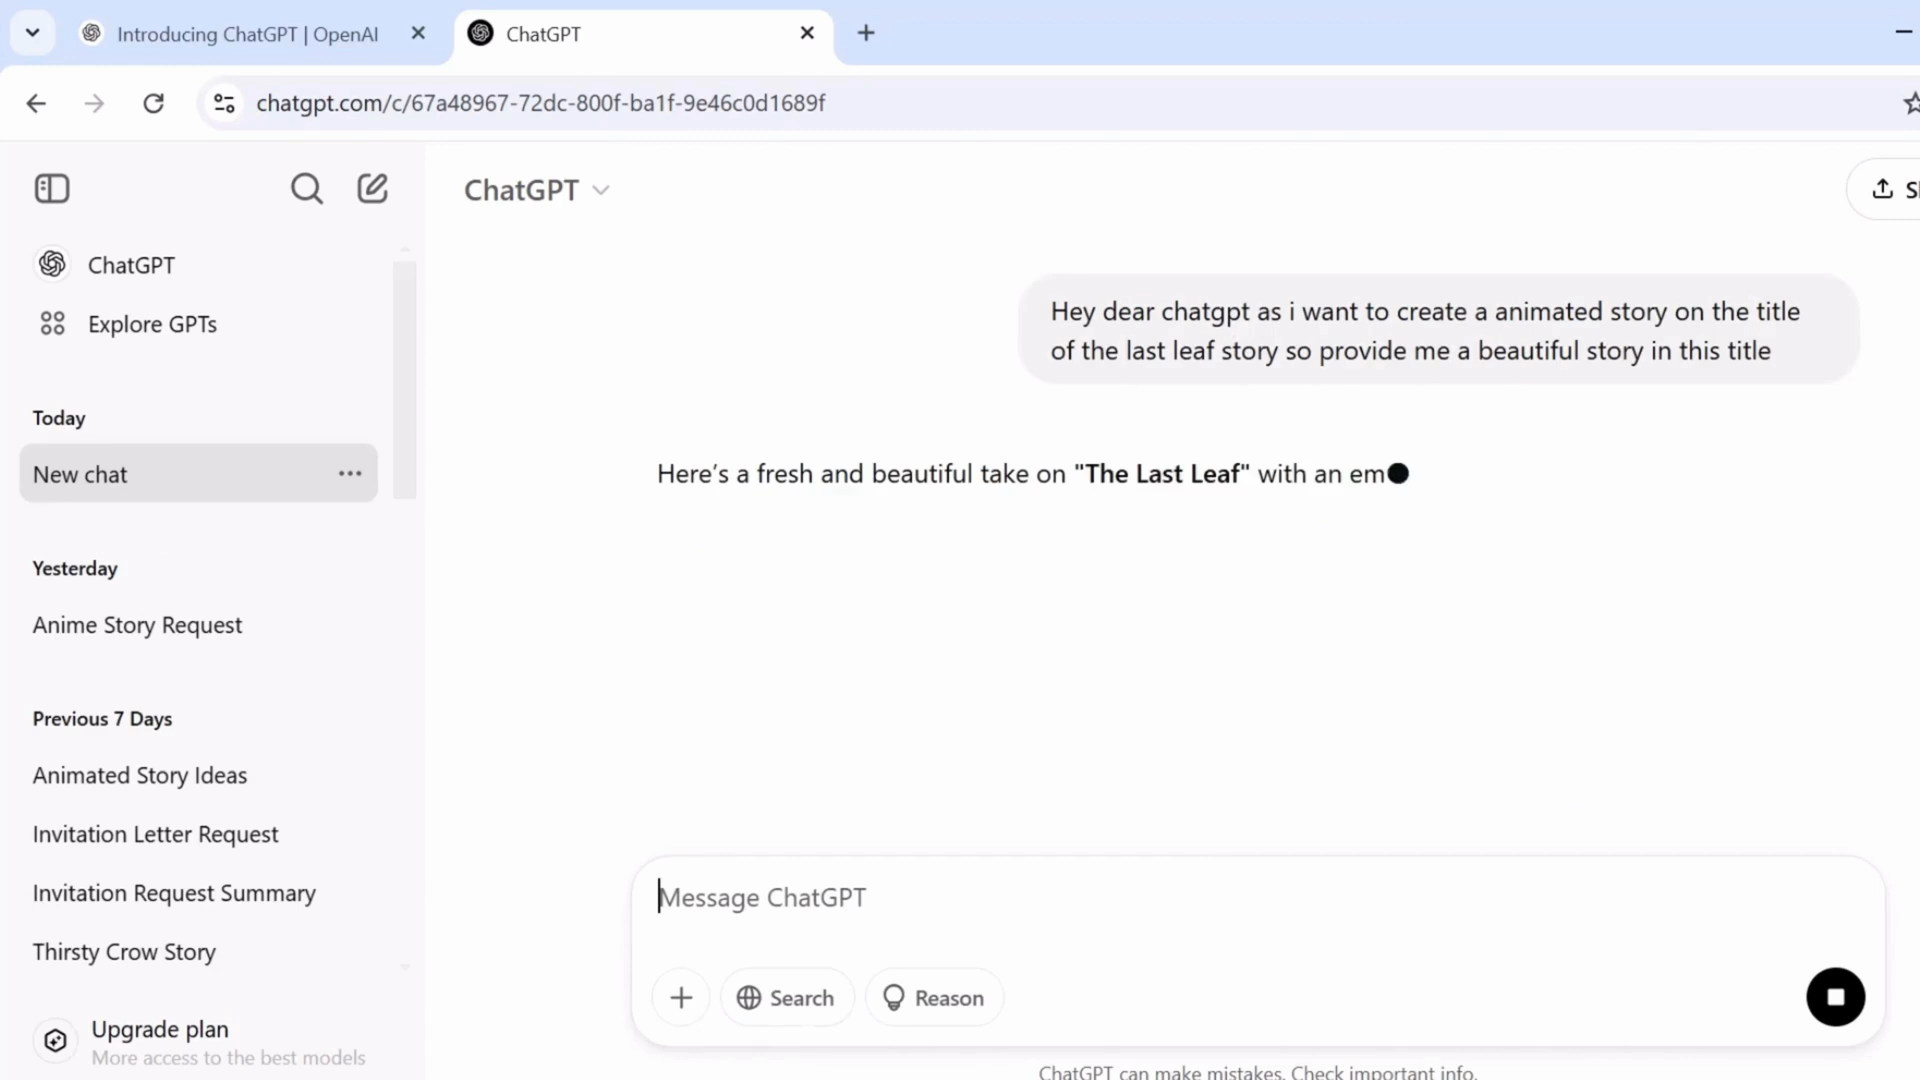 Introducing ChatGPT | OpenAI
ChatGPT
chatgpt.com/c/67a48967-72dc-800f-ba1f-9e46c0d1689f
ChatGPT
Explore GPTs
Today
New chat
Yesterday
Anime Story Request
Previous 7 Days
Animated Story Ideas
Invitation Letter Request
Invitation Request Summary
Thirsty Crow Story
Upgrade plan
More access to the best models
ChatGPT
Hey dear chatgpt as i want to create a animated story on the title
of the last leaf story so provide me a beautiful story in this title
Here's a fresh and beautiful take on "The Last Leaf" with an em
Message ChatGPT
Search
Reason
ChatGPT can make mistakes. Check important info.